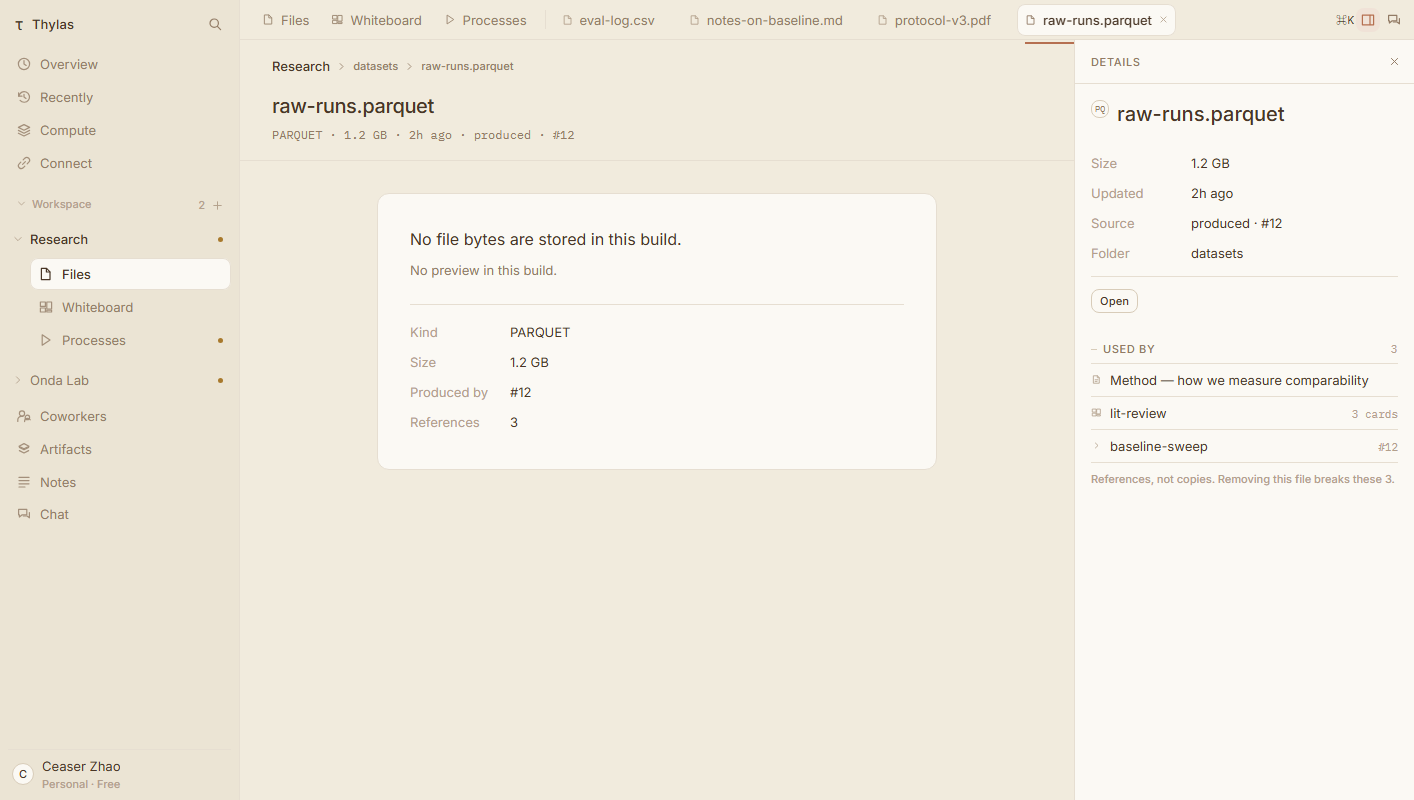 τ Thylas
Overview
Recently
Compute
Connect
Workspace 2 +
Research
Files
Whiteboard
Processes
Onda Lab
Coworkers
Artifacts
Notes
Chat
C Ceaser Zhao
Personal · Free
Files Whiteboard Processes eval-log.csv notes-on-baseline.md protocol-v3.pdf raw-runs.parquet × ⌘K
Research > datasets > raw-runs.parquet
raw-runs.parquet
PARQUET · 1.2 GB · 2h ago · produced · #12
No file bytes are stored in this build.
No preview in this build.
Kind PARQUET
Size 1.2 GB
Produced by #12
References 3
DETAILS ×
PQ raw-runs.parquet
Size 1.2 GB
Updated 2h ago
Source produced · #12
Folder datasets
Open
– USED BY 3
Method — how we measure comparability
lit-review 3 cards
baseline-sweep #12
References, not copies. Removing this file breaks these 3.